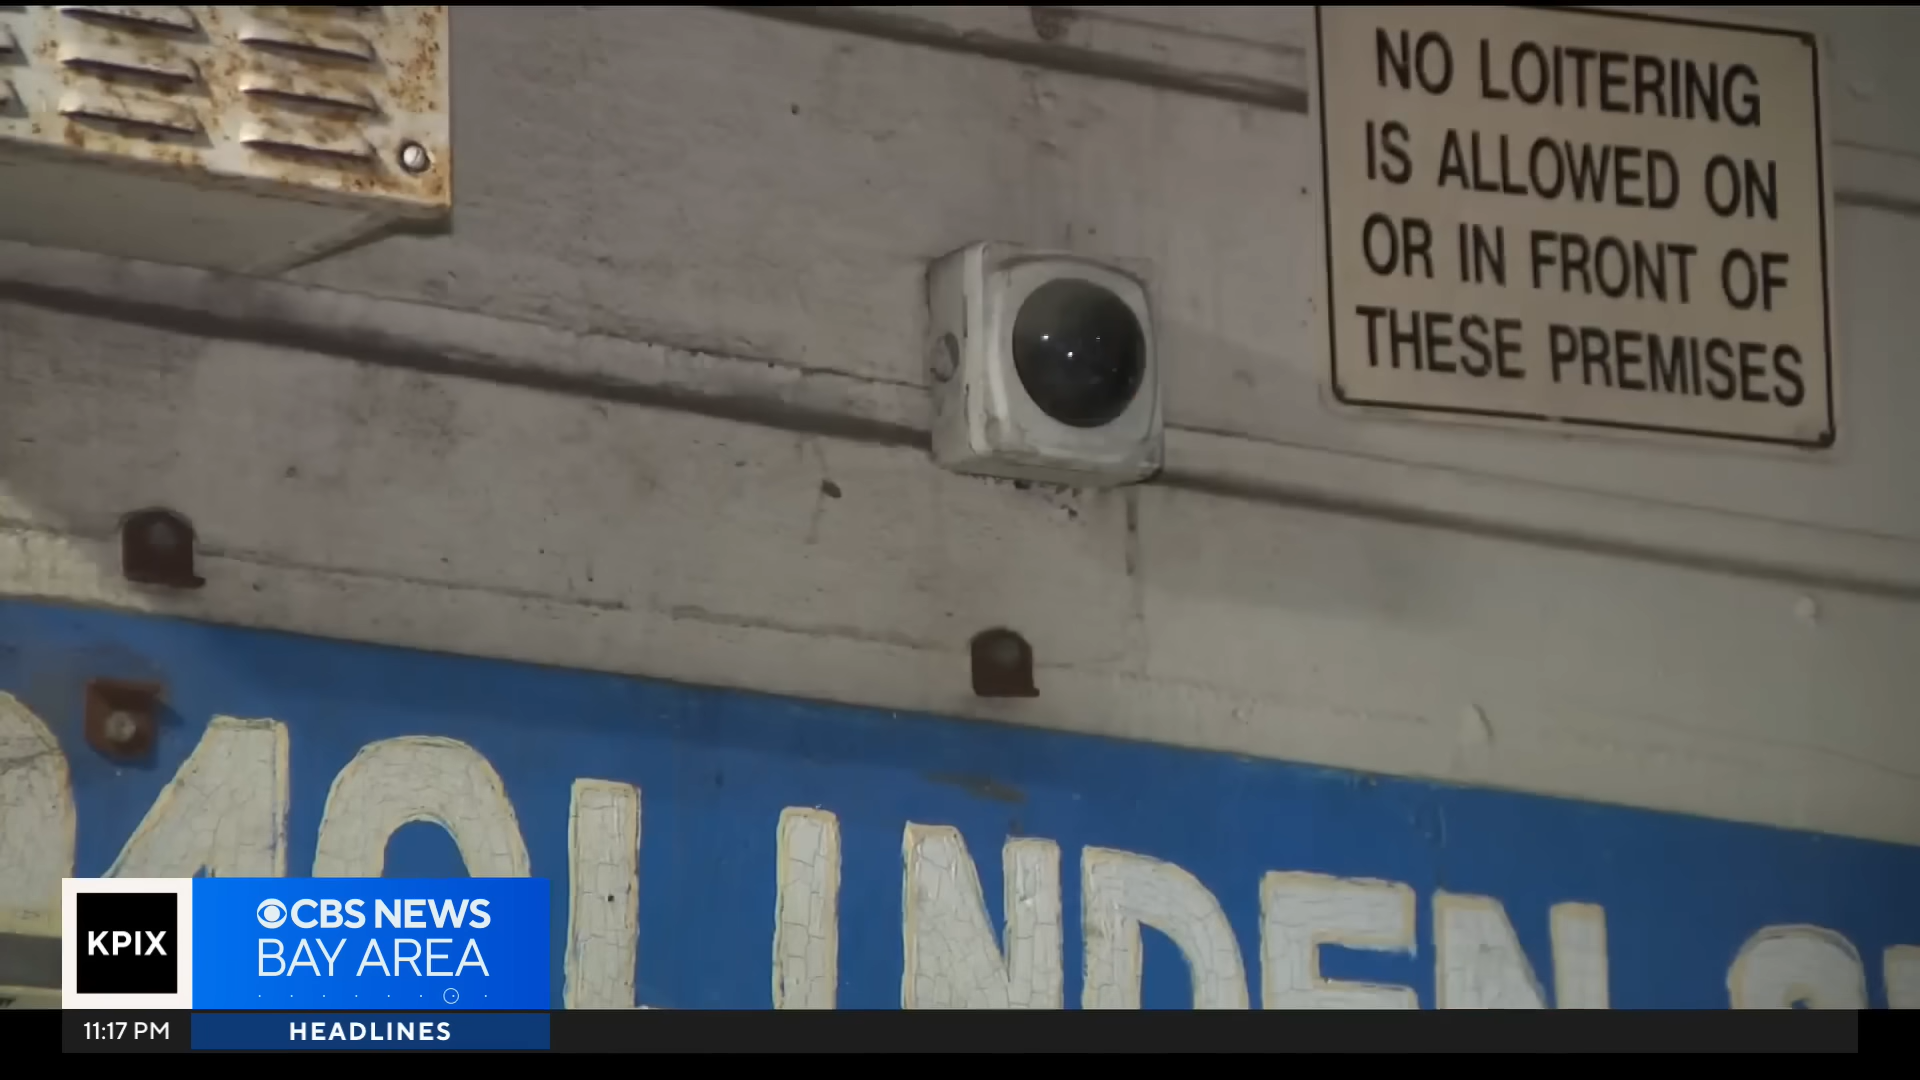 NO LOITERING
IS ALLOWED ON
OR IN FRONT OF
THESE PREMISES
LINDEN
KPIX
CBS NEWS
BAY AREA
11:17 PM
HEADLINES